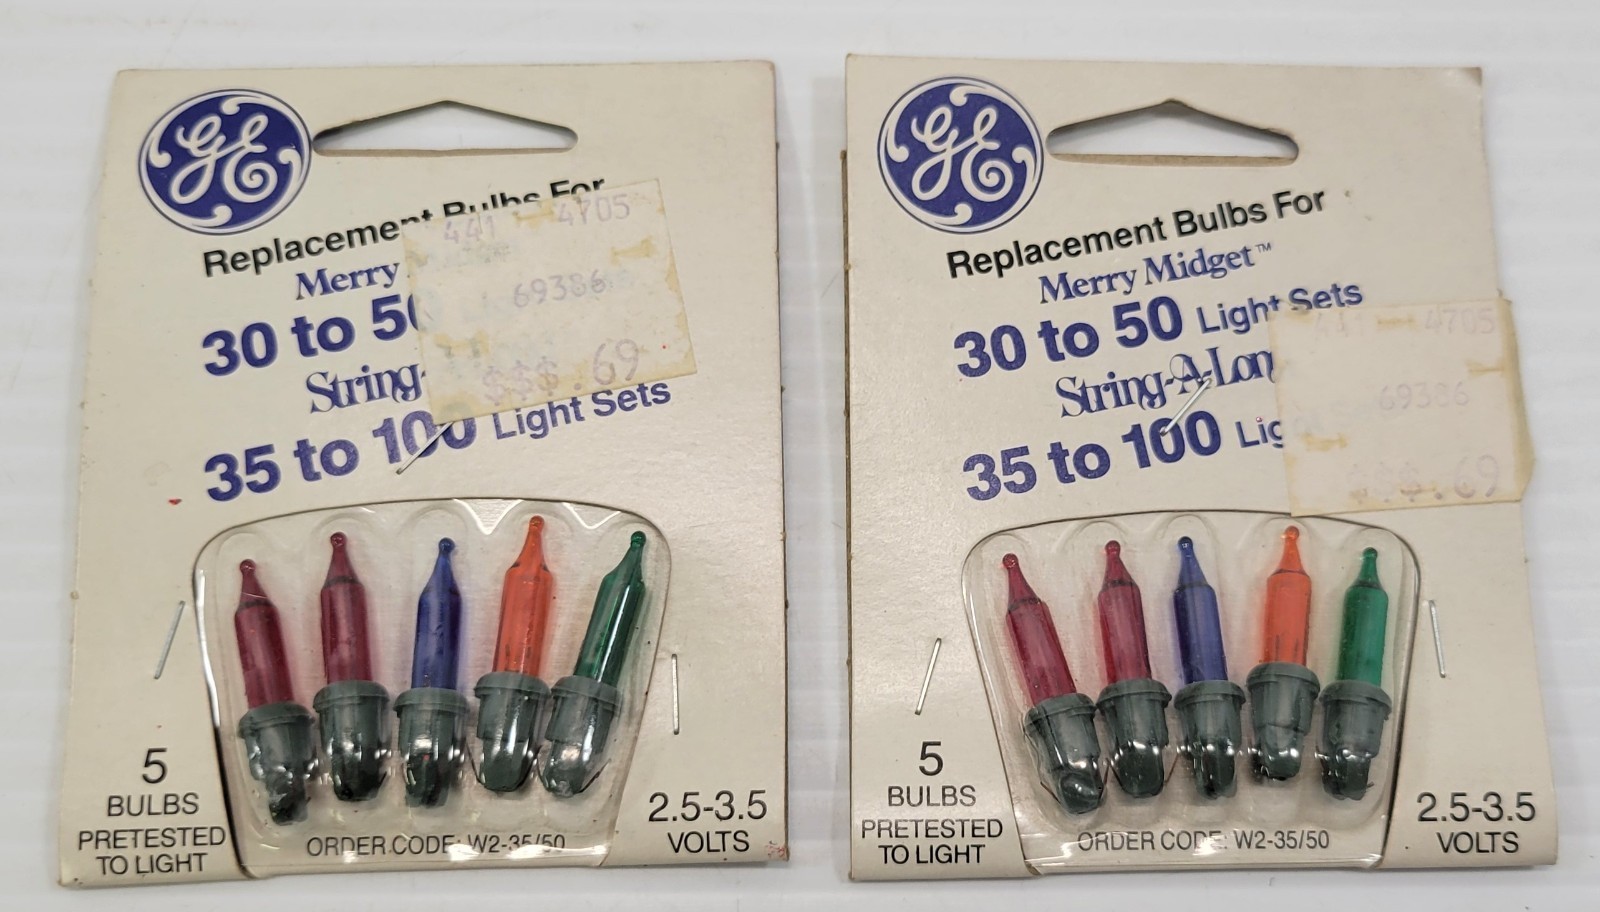 GE
Replacement Bulbs For
Merry
30 to 50
String-
35 to 100 Light Sets
441 4705
69386
$$$.69
5
BULBS
PRETESTED
TO LIGHT
ORDER CODE: W2-35/50
2.5-3.5
VOLTS
GE
Replacement Bulbs For
Merry Midget™
30 to 50 Light Sets
String-A-Lon
35 to 100 Lig
441 4705
69386
$$$.69
5
BULBS
PRETESTED
TO LIGHT
ORDER CODE: W2-35/50
2.5-3.5
VOLTS